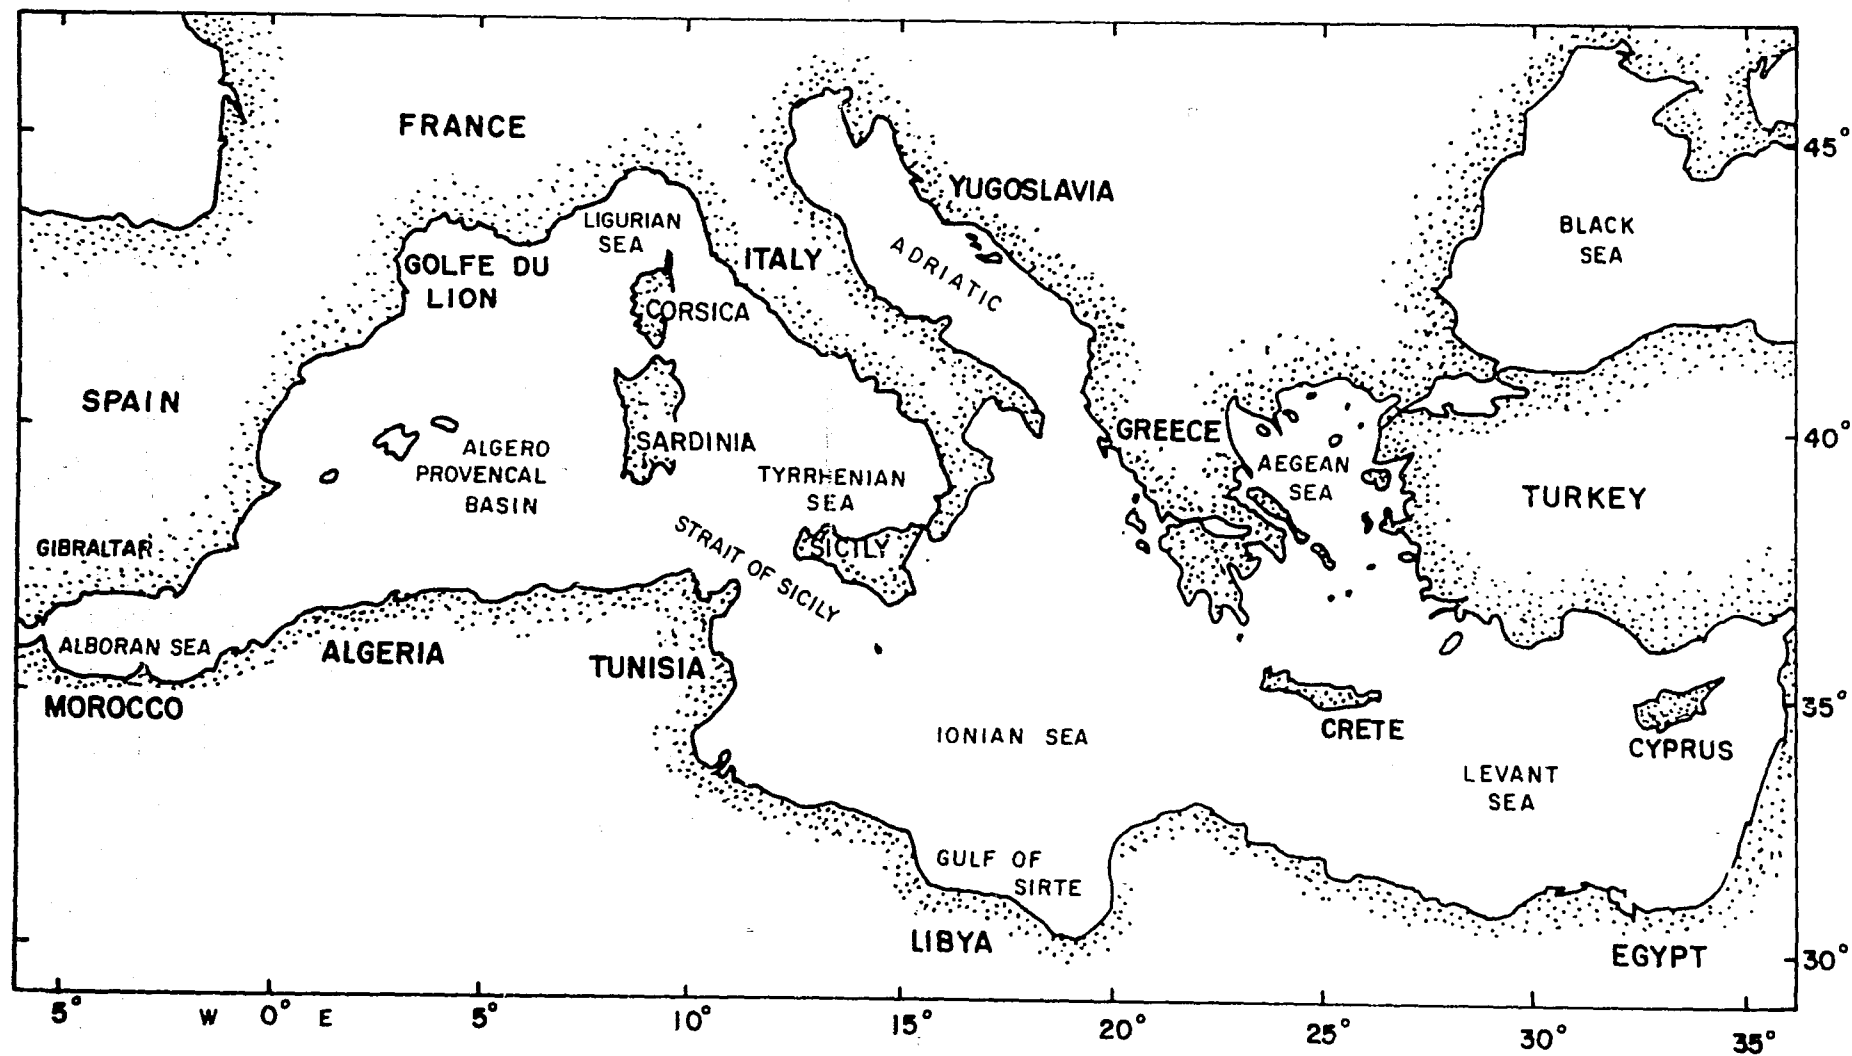 FRANCE
YUGOSLAVIA
45°
LIGURIAN
SEA
BLACK
SEA
ITALY
ADRIATIC
GOLFE DU
LION
CORSICA
SPAIN
GREECE
40°
SARDINIA
ALGERO
PROVENCAL
BASIN
AEGEAN
SEA
TYRRHENIAN
SEA
TURKEY
GIBRALTAR
STRAIT OF SICILY
SICILY
ALBORAN SEA
ALGERIA
TUNISIA
MOROCCO
35°
CRETE
IONIAN SEA
CYPRUS
LEVANT
SEA
GULF OF
SIRTE
LIBYA
EGYPT
30°
5° W 0° E 5° 10° 15° 20° 25° 30° 35°